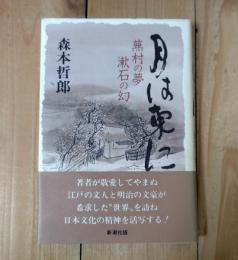 月は東に
蕪村の夢
漱石の幻
森本哲郎
著者が敬愛してやまぬ
江戸の文人と明治の文豪が
希求した"世界"を訪ね
日本文化の精神を活写する!
新潮社版